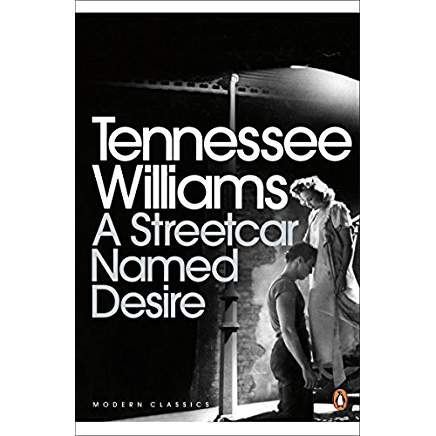 Tennessee
Williams
A Streetcar
Named
Desire
MODERN CLASSICS